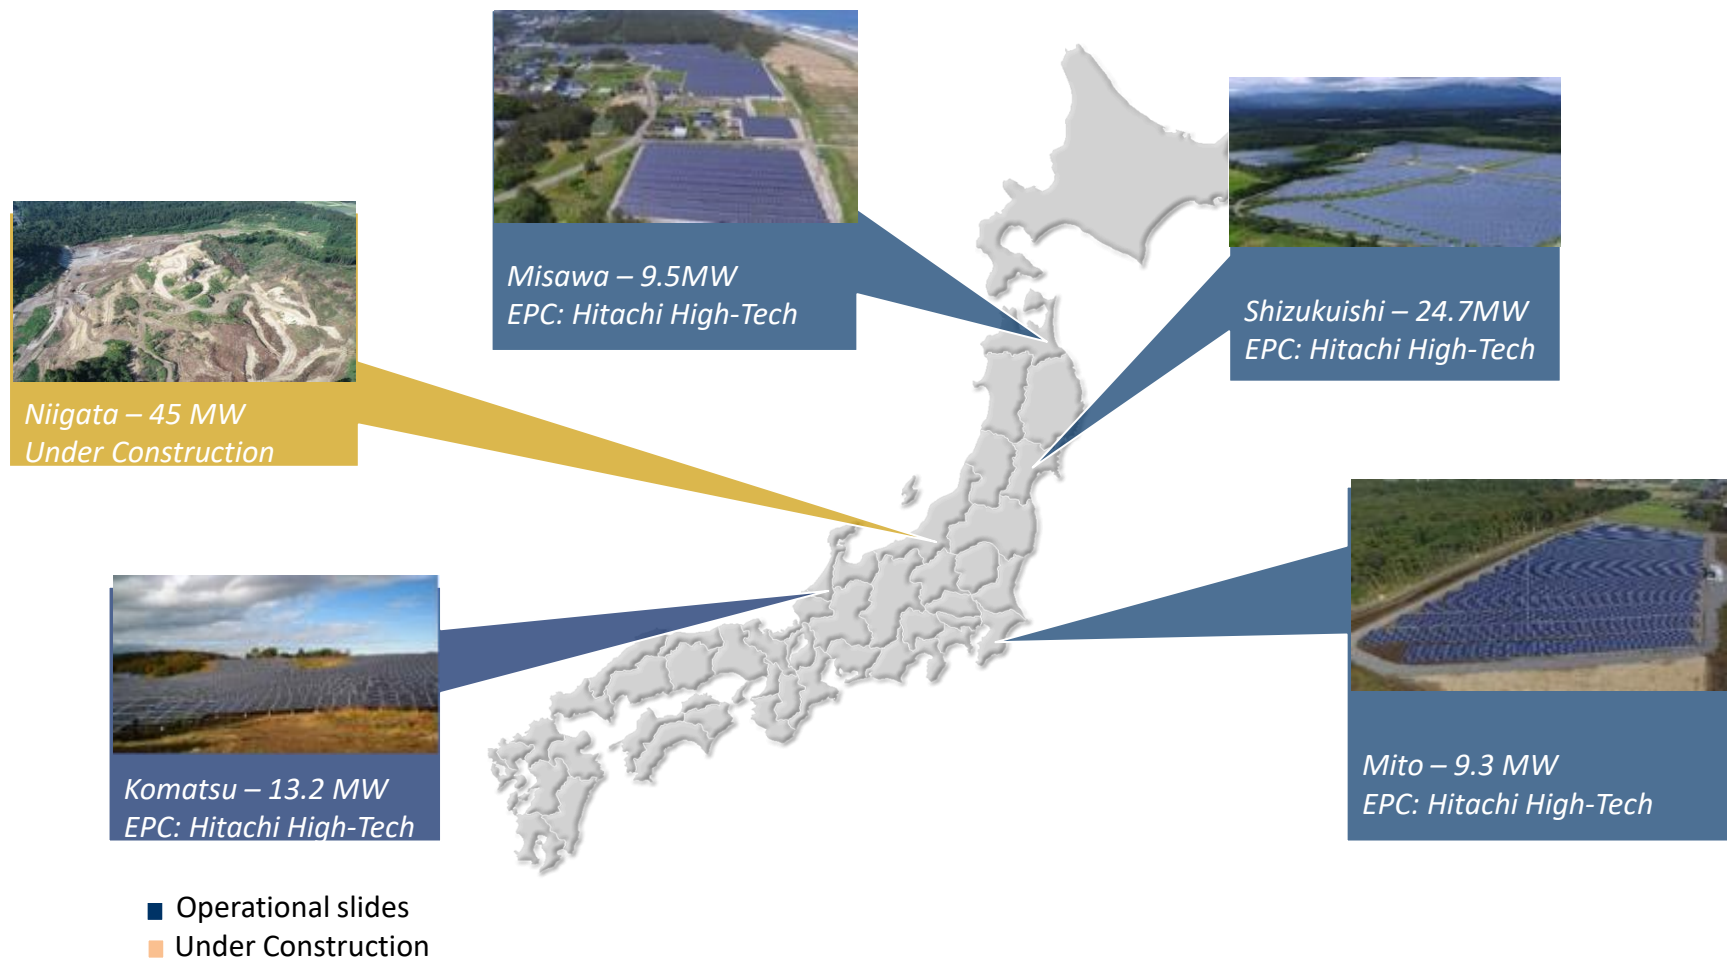 Misawa – 9.5MW
EPC: Hitachi High-Tech
Shizukuishi – 24.7MW
EPC: Hitachi High-Tech
Niigata – 45 MW
Under Construction
Komatsu – 13.2 MW
EPC: Hitachi High-Tech
Mito – 9.3 MW
EPC: Hitachi High-Tech
Operational slides
Under Construction